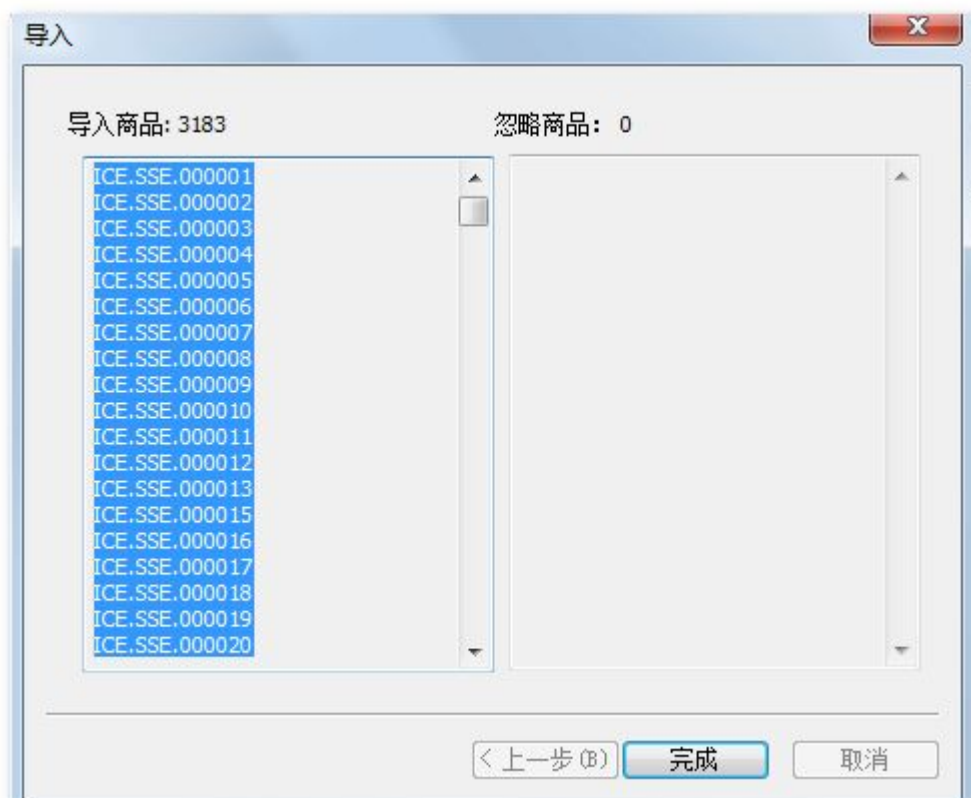 导入
导入商品: 3183
忽略商品： 0
ICE.SSE.000001
ICE.SSE.000002
ICE.SSE.000003
ICE.SSE.000004
ICE.SSE.000005
ICE.SSE.000006
ICE.SSE.000007
ICE.SSE.000008
ICE.SSE.000009
ICE.SSE.000010
ICE.SSE.000011
ICE.SSE.000012
ICE.SSE.000013
ICE.SSE.000015
ICE.SSE.000016
ICE.SSE.000017
ICE.SSE.000018
ICE.SSE.000019
ICE.SSE.000020
< 上一步(B)
完成
取消